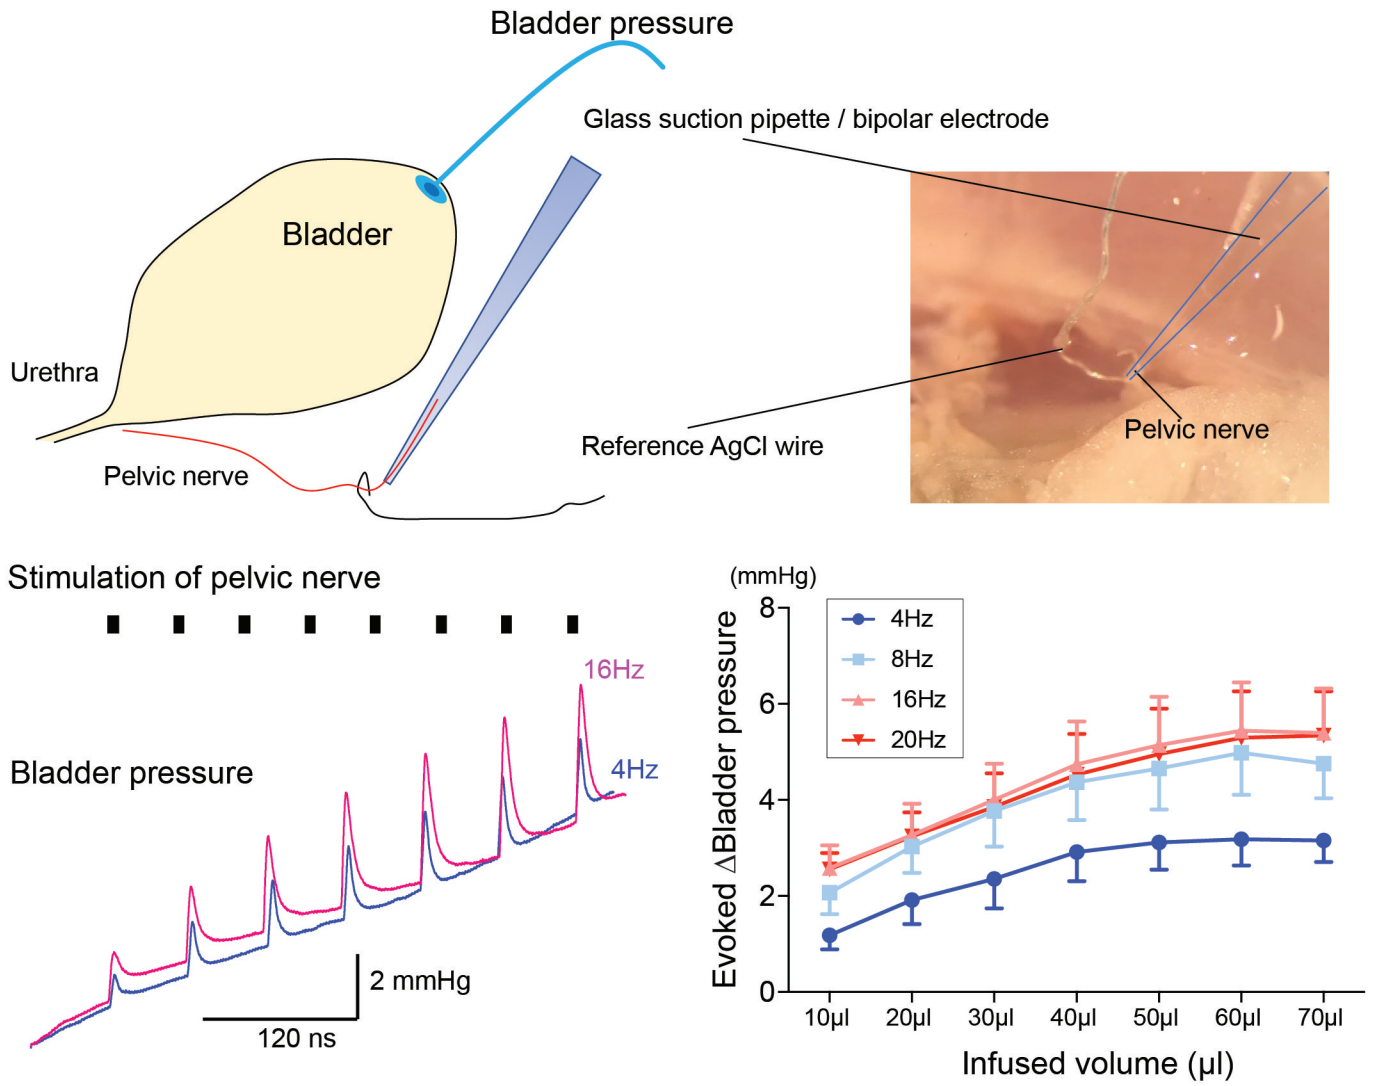 Bladder pressure
Glass suction pipette / bipolar electrode
Bladder
Urethra
Reference AgCl wire
Pelvic nerve
Pelvic nerve
Stimulation of pelvic nerve
16Hz
4Hz
Bladder pressure
2 mmHg
120 ns
(mmHg)
8
6
4
2
0
Evoked ΔBladder pressure
4Hz
8Hz
16Hz
20Hz
10µl 20µl 30µl 40µl 50µl 60µl 70µl
Infused volume (µl)